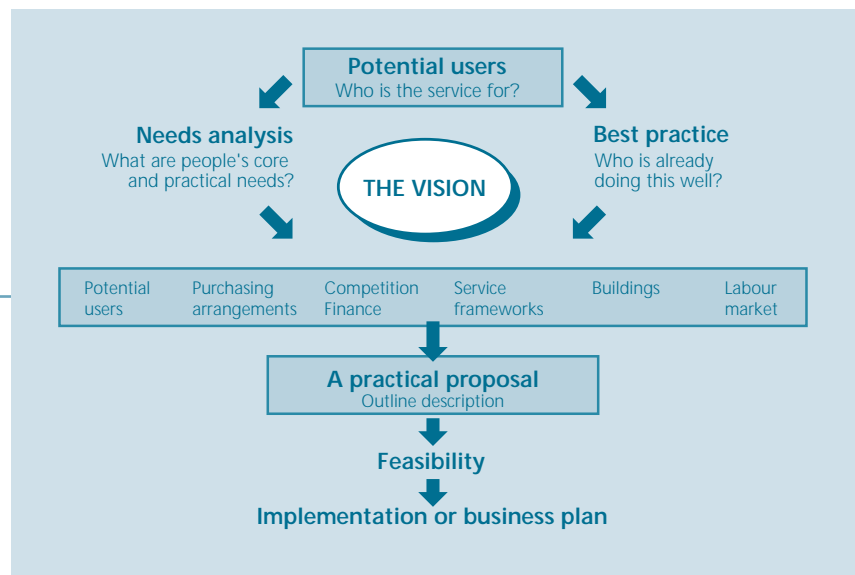 Potential users
Who is the service for?
Needs analysis
What are people's core
and practical needs?
Best practice
Who is already
doing this well?
THE VISION
Potential
users
Purchasing
arrangements
Competition
Finance
Service
frameworks
Buildings
Labour
market
A practical proposal
Outline description
Feasibility
Implementation or business plan